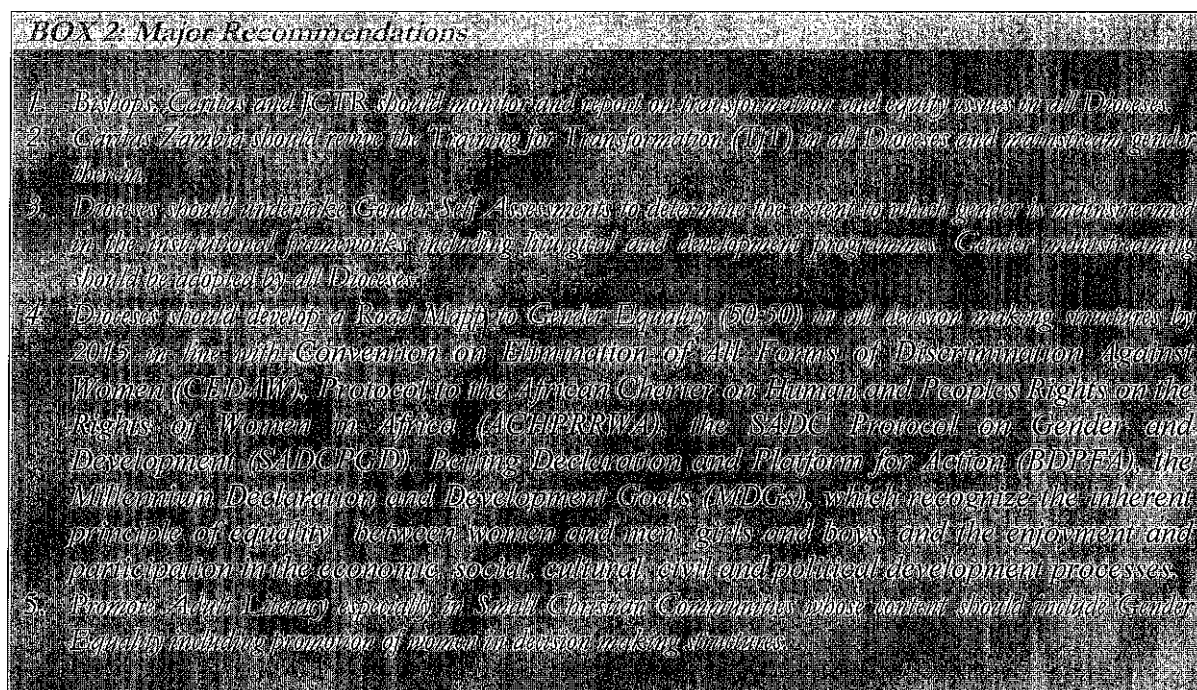 BOX 2: Major Recommendations
1. Bishops, Caritas and JCTR should monitor and report on transformation and equity issues in all Dioceses.
2. Caritas Zambia should revive the Training for Transformation (TfT) in all Dioceses and mainstream gender
therein.
3. Dioceses should undertake Gender Self Assessments to determine the extent to which gender is mainstreamed
in the institutional frameworks including liturgical and development programmes. Gender mainstreaming
should be adopted by all Dioceses.
4. Dioceses should develop a Road Map to Gender Equality (50:50) in all decision making structures by
2015 in line with Convention on Elimination of All Forms of Discrimination Against
Women (CEDAW), Protocol to the African Charter on Human and Peoples Rights on the
Rights of Women in Africa (ACHPRRWA), the SADC Protocol on Gender and
Development (SADCPGD), Beijing Declaration and Platform for Action (BDPFA), the
Millennium Declaration and Development Goals (MDGs), which recognize the inherent
principle of equality between women and men, girls and boys, and the enjoyment and
participation in the economic, social, cultural, civil and political development processes.
5. Promote Adult Literacy especially in Small Christian Communities whose content should include Gender
Equality including promotion of women in decision making structures.